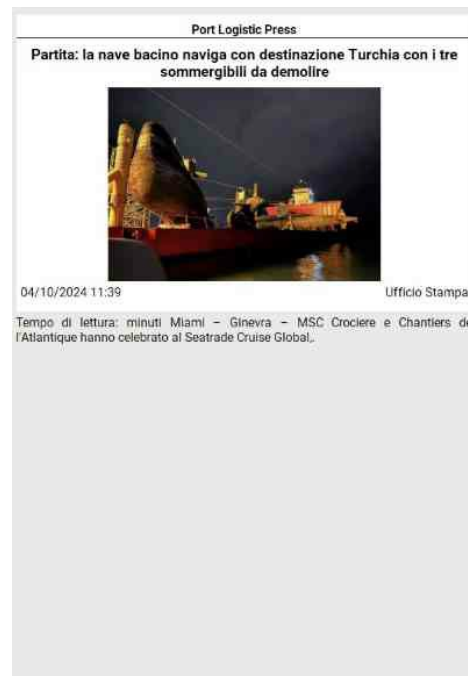 Port Logistic Press
Partita: la nave bacino naviga con destinazione Turchia con i tre
sommergibili da demolire
04/10/2024 11:39
Ufficio Stampa
Tempo di lettura: minuti Miami – Ginevra – MSC Crociere e Chantiers de
l'Atlantique hanno celebrato al Seatrade Cruise Global,.